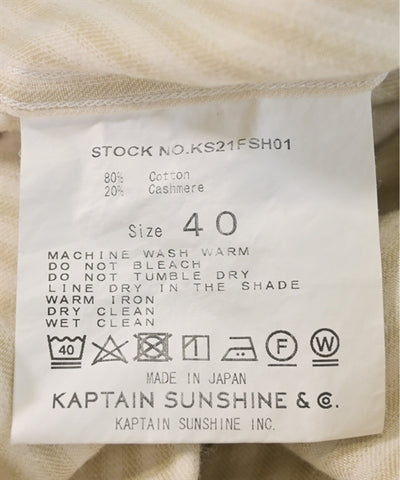 STOCK NO.KS21FSH01
80% Cotton
20% Cashmere
Size 40
MACHINE WASH WARM
DO NOT BLEACH
DO NOT TUMBLE DRY
LINE DRY IN THE SHADE
WARM IRON
DRY CLEAN
WET CLEAN
40 F W
MADE IN JAPAN
KAPTAIN SUNSHINE & Co.
KAPTAIN SUNSHINE INC.